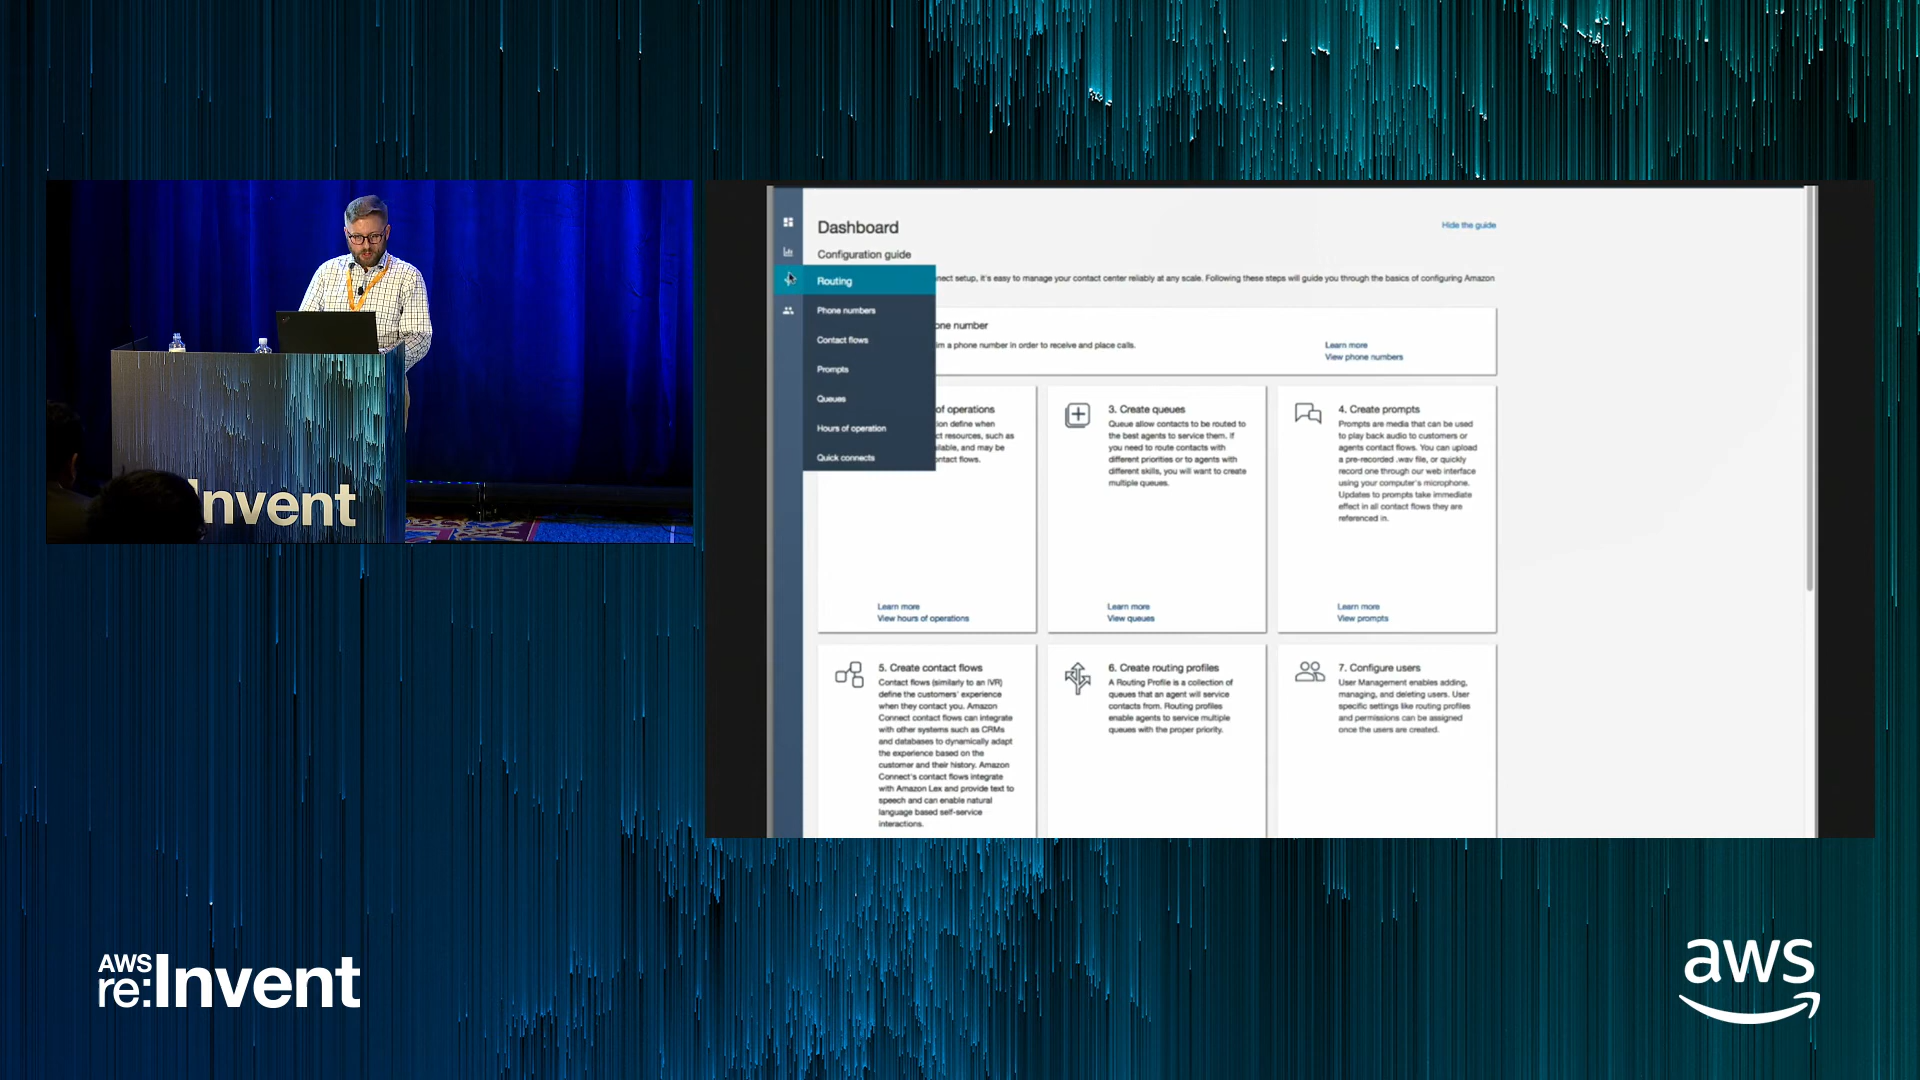 Invent
Dashboard
Hide the guide
Configuration guide
Routing
nnect setup, it's easy to manage your contact center reliably at any scale. Following these steps will guide you through the basics of configuring Amazon
Phone numbers
Contact flows
Prompts
Queues
Hours of operation
Quick connects
one number
im a phone number in order to receive and place calls.
Learn more
View phone numbers
of operations
ion define when
ct resources, such as
ilable, and may be
ontact flows.
Learn more
View hours of operations
3. Create queues
Queue allow contacts to be routed to
the best agents to service them. If
you need to route contacts with
different priorities or to agents with
different skills, you will want to create
multiple queues.
Learn more
View queues
4. Create prompts
Prompts are media that can be used
to play back audio to customers or
agents contact flows. You can upload
a pre-recorded .wav file, or quickly
record one through our web interface
using your computer's microphone.
Updates to prompts take immediate
effect in all contact flows they are
referenced in.
Learn more
View prompts
5. Create contact flows
Contact flows (similarly to an IVR)
define the customers' experience
when they contact you. Amazon
Connect contact flows can integrate
with other systems such as CRMs
and databases to dynamically adapt
the experience based on the
customer and their history. Amazon
Connect's contact flows integrate
with Amazon Lex and provide text to
speech and can enable natural
language based self-service
interactions.
6. Create routing profiles
A Routing Profile is a collection of
queues that an agent will service
contacts from. Routing profiles
enable agents to service multiple
queues with the proper priority.
7. Configure users
User Management enables adding,
managing, and deleting users. User
specific settings like routing profiles
and permissions can be assigned
once the users are created.
AWS
re:Invent
aws